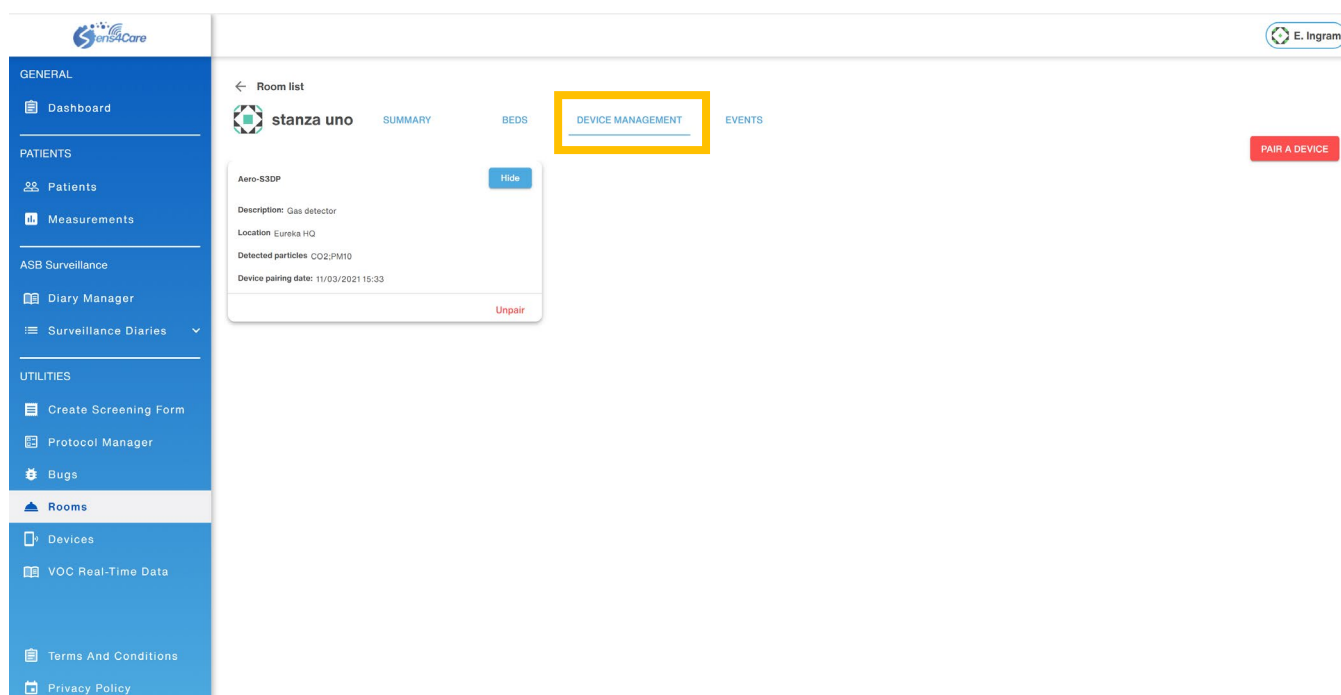 Sens4Care
E. Ingram
GENERAL
Dashboard
PATIENTS
Patients
Measurements
ASB Surveillance
Diary Manager
Surveillance Diaries
UTILITIES
Create Screening Form
Protocol Manager
Bugs
Rooms
Devices
VOC Real-Time Data
Terms And Conditions
Privacy Policy
Room list
stanza uno SUMMARY BEDS DEVICE MANAGEMENT EVENTS
PAIR A DEVICE
Aero-S3DP Hide
Description: Gas detector
Location Eureka HQ
Detected particles CO2;PM10
Device pairing date: 11/03/2021 15:33
Unpair